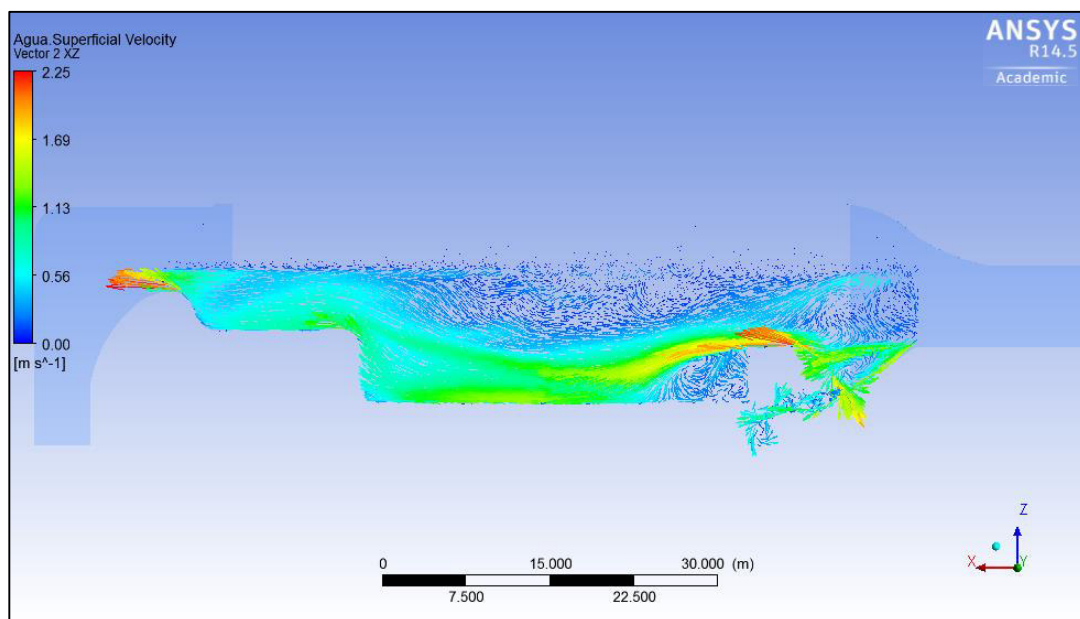 Agua.Superficial Velocity
Vector 2 XZ
2.25
1.69
1.13
0.56
0.00
[m s^-1]
ANSYS
R14.5
Academic
0 15.000 30.000 (m)
7.500 22.500
Z
X Y